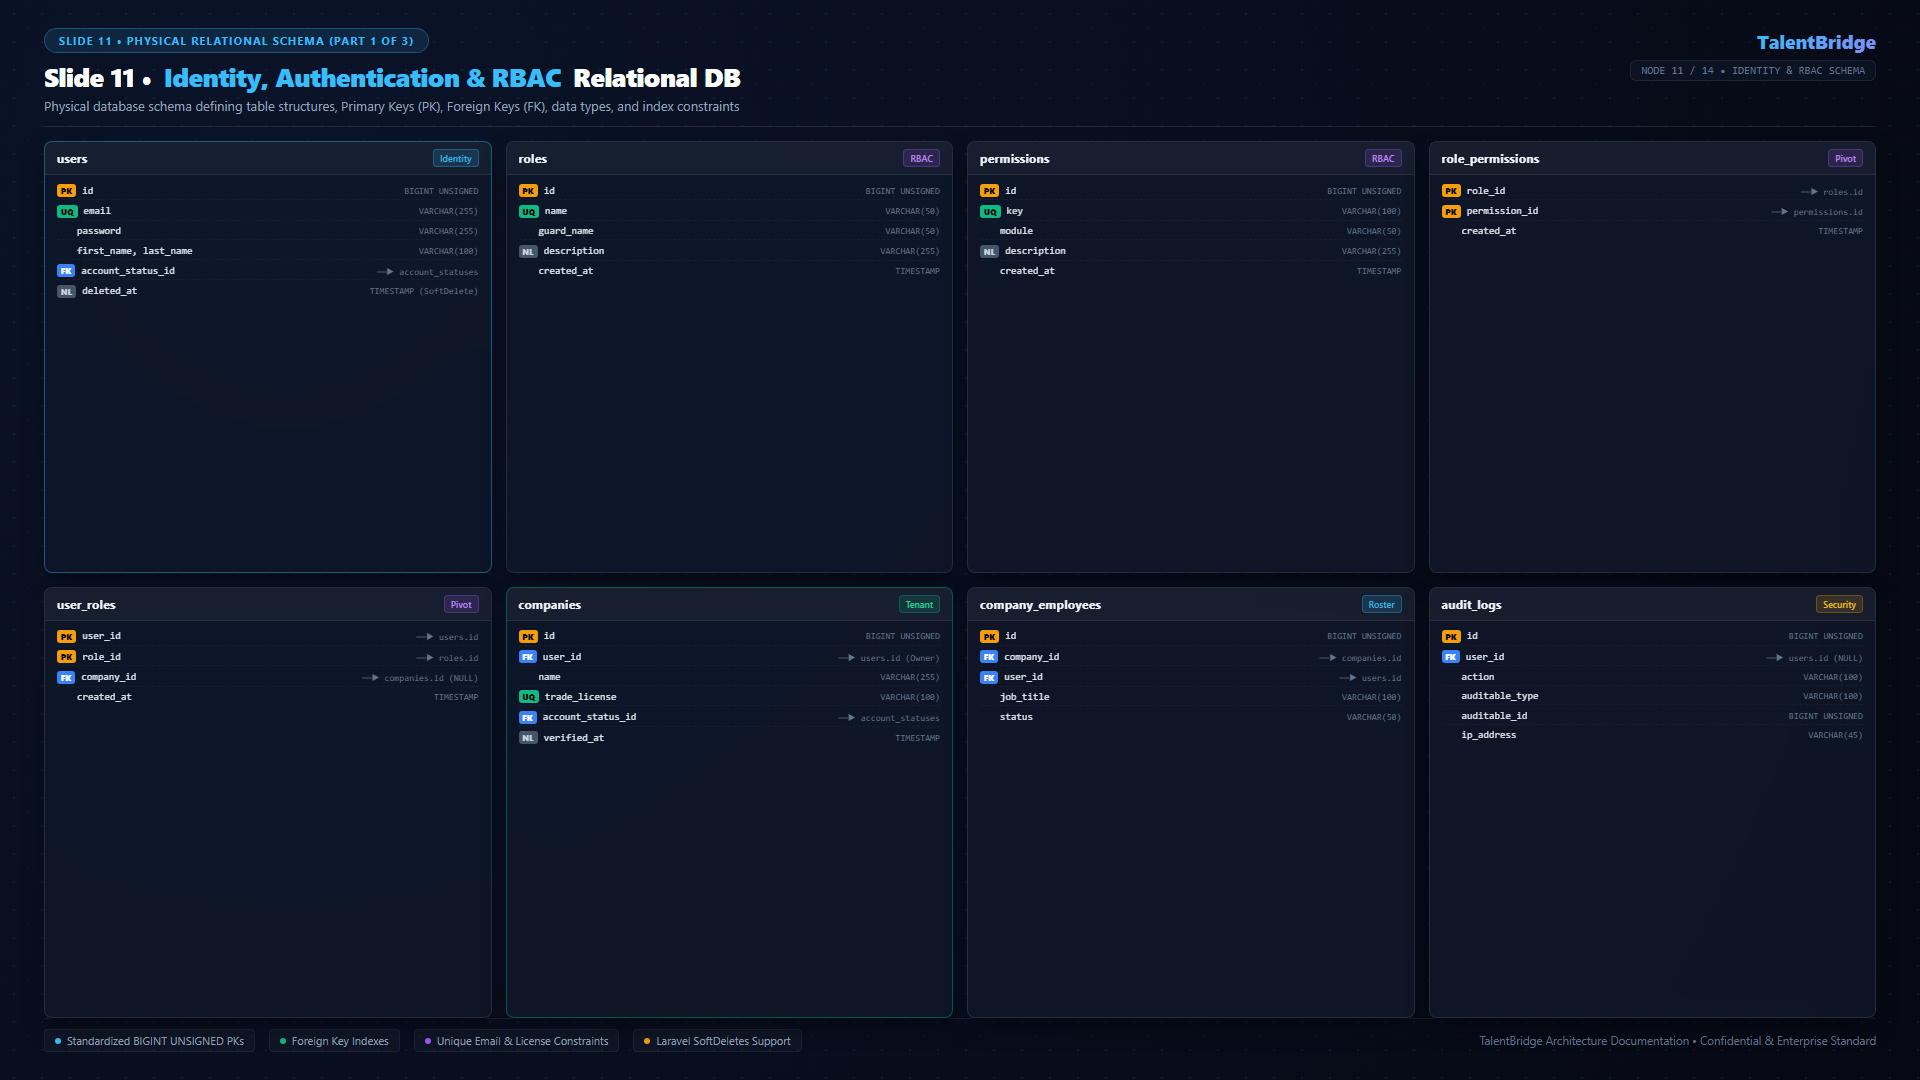 SLIDE 11 • PHYSICAL RELATIONAL SCHEMA (PART 1 OF 3)
Slide 11 • Identity, Authentication & RBAC Relational DB
Physical database schema defining table structures, Primary Keys (PK), Foreign Keys (FK), data types, and index constraints
TalentBridge
NODE 11 / 14 • IDENTITY & RBAC SCHEMA
users Identity
PK id BIGINT UNSIGNED
UQ email VARCHAR(255)
password VARCHAR(255)
first_name, last_name VARCHAR(100)
FK account_status_id ⟶ account_statuses
NL deleted_at TIMESTAMP (SoftDelete)
roles RBAC
PK id BIGINT UNSIGNED
UQ name VARCHAR(50)
guard_name VARCHAR(50)
NL description VARCHAR(255)
created_at TIMESTAMP
permissions RBAC
PK id BIGINT UNSIGNED
UQ key VARCHAR(100)
module VARCHAR(50)
NL description VARCHAR(255)
created_at TIMESTAMP
role_permissions Pivot
PK role_id ⟶ roles.id
PK permission_id ⟶ permissions.id
created_at TIMESTAMP
user_roles Pivot
PK user_id ⟶ users.id
PK role_id ⟶ roles.id
FK company_id ⟶ companies.id (NULL)
created_at TIMESTAMP
companies Tenant
PK id BIGINT UNSIGNED
FK user_id ⟶ users.id (Owner)
name VARCHAR(255)
UQ trade_license VARCHAR(100)
FK account_status_id ⟶ account_statuses
NL verified_at TIMESTAMP
company_employees Roster
PK id BIGINT UNSIGNED
FK company_id ⟶ companies.id
FK user_id ⟶ users.id
job_title VARCHAR(100)
status VARCHAR(50)
audit_logs Security
PK id BIGINT UNSIGNED
FK user_id ⟶ users.id (NULL)
action VARCHAR(100)
auditable_type VARCHAR(100)
auditable_id BIGINT UNSIGNED
ip_address VARCHAR(45)
Standardized BIGINT UNSIGNED PKs
Foreign Key Indexes
Unique Email & License Constraints
Laravel SoftDeletes Support
TalentBridge Architecture Documentation • Confidential & Enterprise Standard